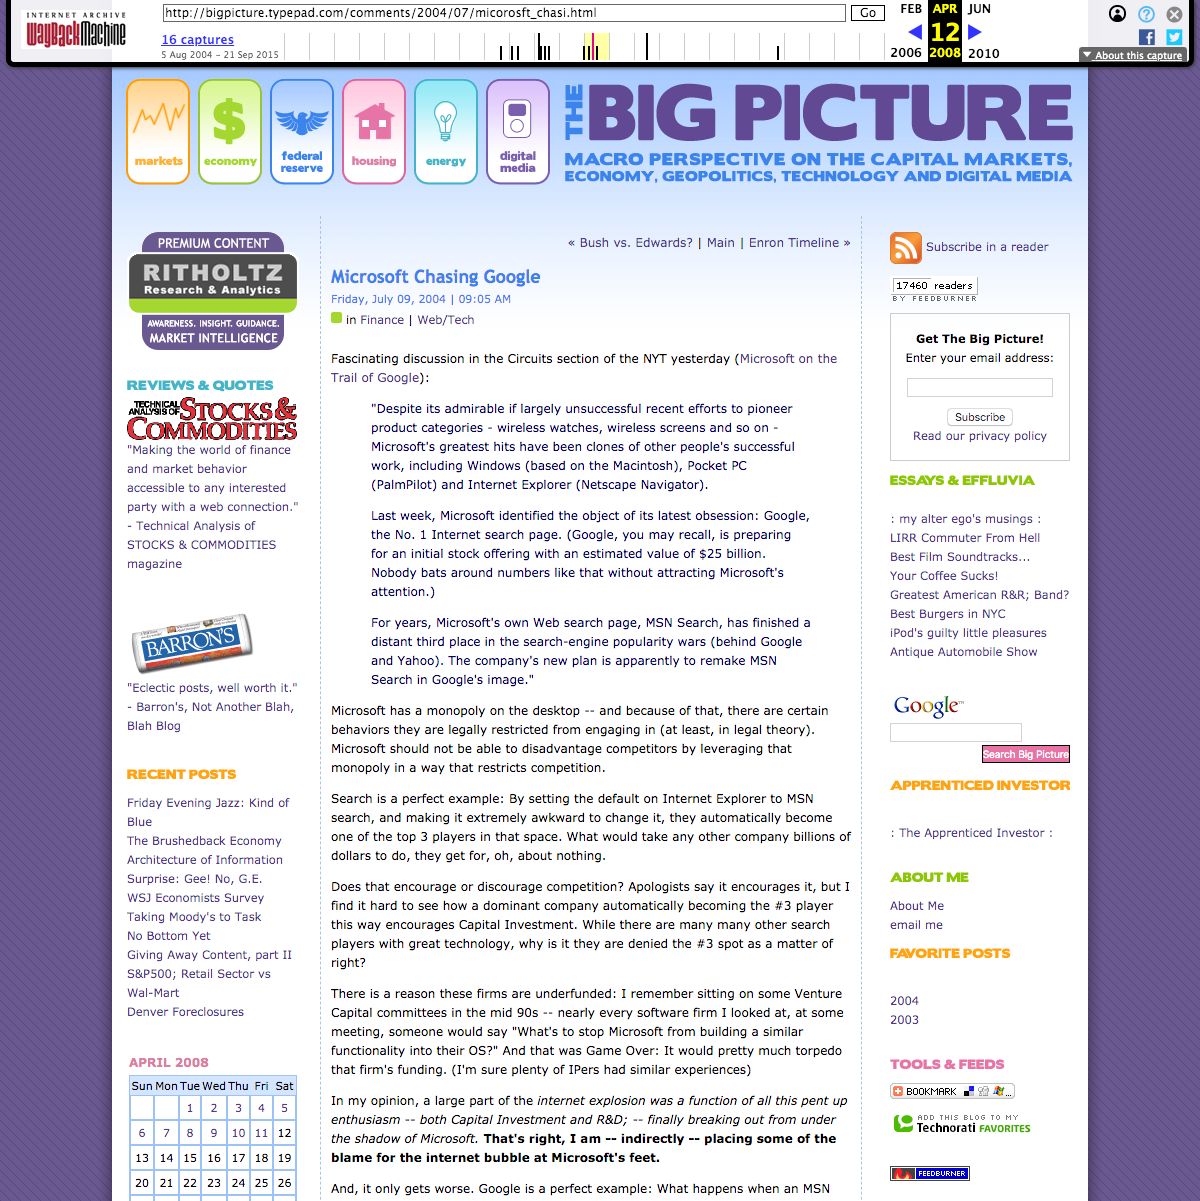 INTERNET ARCHIVE
WayBackMachine
http://bigpicture.typepad.com/comments/2004/07/micorosft_chasi.html
Go
FEB
APR
JUN
16 captures
12
5 Aug 2004 – 21 Sep 2015
2006
2008
2010
About this capture
markets
economy
federal
reserve
housing
energy
digital
media
THE
BIG PICTURE
MACRO PERSPECTIVE ON THE CAPITAL MARKETS,
ECONOMY, GEOPOLITICS, TECHNOLOGY AND DIGITAL MEDIA
PREMIUM CONTENT
RITHOLTZ
Research & Analytics
AWARENESS. INSIGHT. GUIDANCE.
MARKET INTELLIGENCE
REVIEWS & QUOTES
TECHNICAL
ANALYSIS OF
STOCKS &
COMMODITIES
"Making the world of finance
and market behavior
accessible to any interested
party with a web connection."
- Technical Analysis of
STOCKS & COMMODITIES
magazine
BARRON'S
"Eclectic posts, well worth it."
- Barron's, Not Another Blah,
Blah Blog
RECENT POSTS
Friday Evening Jazz: Kind of
Blue
The Brushedback Economy
Architecture of Information
Surprise: Gee! No, G.E.
WSJ Economists Survey
Taking Moody's to Task
No Bottom Yet
Giving Away Content, part II
S&P500; Retail Sector vs
Wal-Mart
Denver Foreclosures
APRIL 2008
Sun Mon Tue Wed Thu Fri Sat
1 2 3 4 5
6 7 8 9 10 11 12
13 14 15 16 17 18 19
20 21 22 23 24 25 26
« Bush vs. Edwards? | Main | Enron Timeline »
Microsoft Chasing Google
Friday, July 09, 2004 | 09:05 AM
in Finance | Web/Tech
Fascinating discussion in the Circuits section of the NYT yesterday (Microsoft on the
Trail of Google):
"Despite its admirable if largely unsuccessful recent efforts to pioneer
product categories - wireless watches, wireless screens and so on -
Microsoft's greatest hits have been clones of other people's successful
work, including Windows (based on the Macintosh), Pocket PC
(PalmPilot) and Internet Explorer (Netscape Navigator).
Last week, Microsoft identified the object of its latest obsession: Google,
the No. 1 Internet search page. (Google, you may recall, is preparing
for an initial stock offering with an estimated value of $25 billion.
Nobody bats around numbers like that without attracting Microsoft's
attention.)
For years, Microsoft's own Web search page, MSN Search, has finished a
distant third place in the search-engine popularity wars (behind Google
and Yahoo). The company's new plan is apparently to remake MSN
Search in Google's image."
Microsoft has a monopoly on the desktop -- and because of that, there are certain
behaviors they are legally restricted from engaging in (at least, in legal theory).
Microsoft should not be able to disadvantage competitors by leveraging that
monopoly in a way that restricts competition.
Search is a perfect example: By setting the default on Internet Explorer to MSN
search, and making it extremely awkward to change it, they automatically become
one of the top 3 players in that space. What would take any other company billions of
dollars to do, they get for, oh, about nothing.
Does that encourage or discourage competition? Apologists say it encourages it, but I
find it hard to see how a dominant company automatically becoming the #3 player
this way encourages Capital Investment. While there are many many other search
players with great technology, why is it they are denied the #3 spot as a matter of
right?
There is a reason these firms are underfunded: I remember sitting on some Venture
Capital committees in the mid 90s -- nearly every software firm I looked at, at some
meeting, someone would say "What's to stop Microsoft from building a similar
functionality into their OS?" And that was Game Over: It would pretty much torpedo
that firm's funding. (I'm sure plenty of IPers had similar experiences)
In my opinion, a large part of the internet explosion was a function of all this pent up
enthusiasm -- both Capital Investment and R&D; -- finally breaking out from under
the shadow of Microsoft. That's right, I am -- indirectly -- placing some of the
blame for the internet bubble at Microsoft's feet.
And, it only gets worse. Google is a perfect example: What happens when an MSN
Subscribe in a reader
17460 readers
BY FEEDBURNER
Get The Big Picture!
Enter your email address:
Subscribe
Read our privacy policy
ESSAYS & EFFLUVIA
: my alter ego's musings :
LIRR Commuter From Hell
Best Film Soundtracks...
Your Coffee Sucks!
Greatest American R&R; Band?
Best Burgers in NYC
iPod's guilty little pleasures
Antique Automobile Show
Google™
Search Big Picture
APPRENTICED INVESTOR
: The Apprenticed Investor :
ABOUT ME
About Me
email me
FAVORITE POSTS
2004
2003
TOOLS & FEEDS
BOOKMARK
ADD THIS BLOG TO MY
Technorati FAVORITES
FEEDBURNER